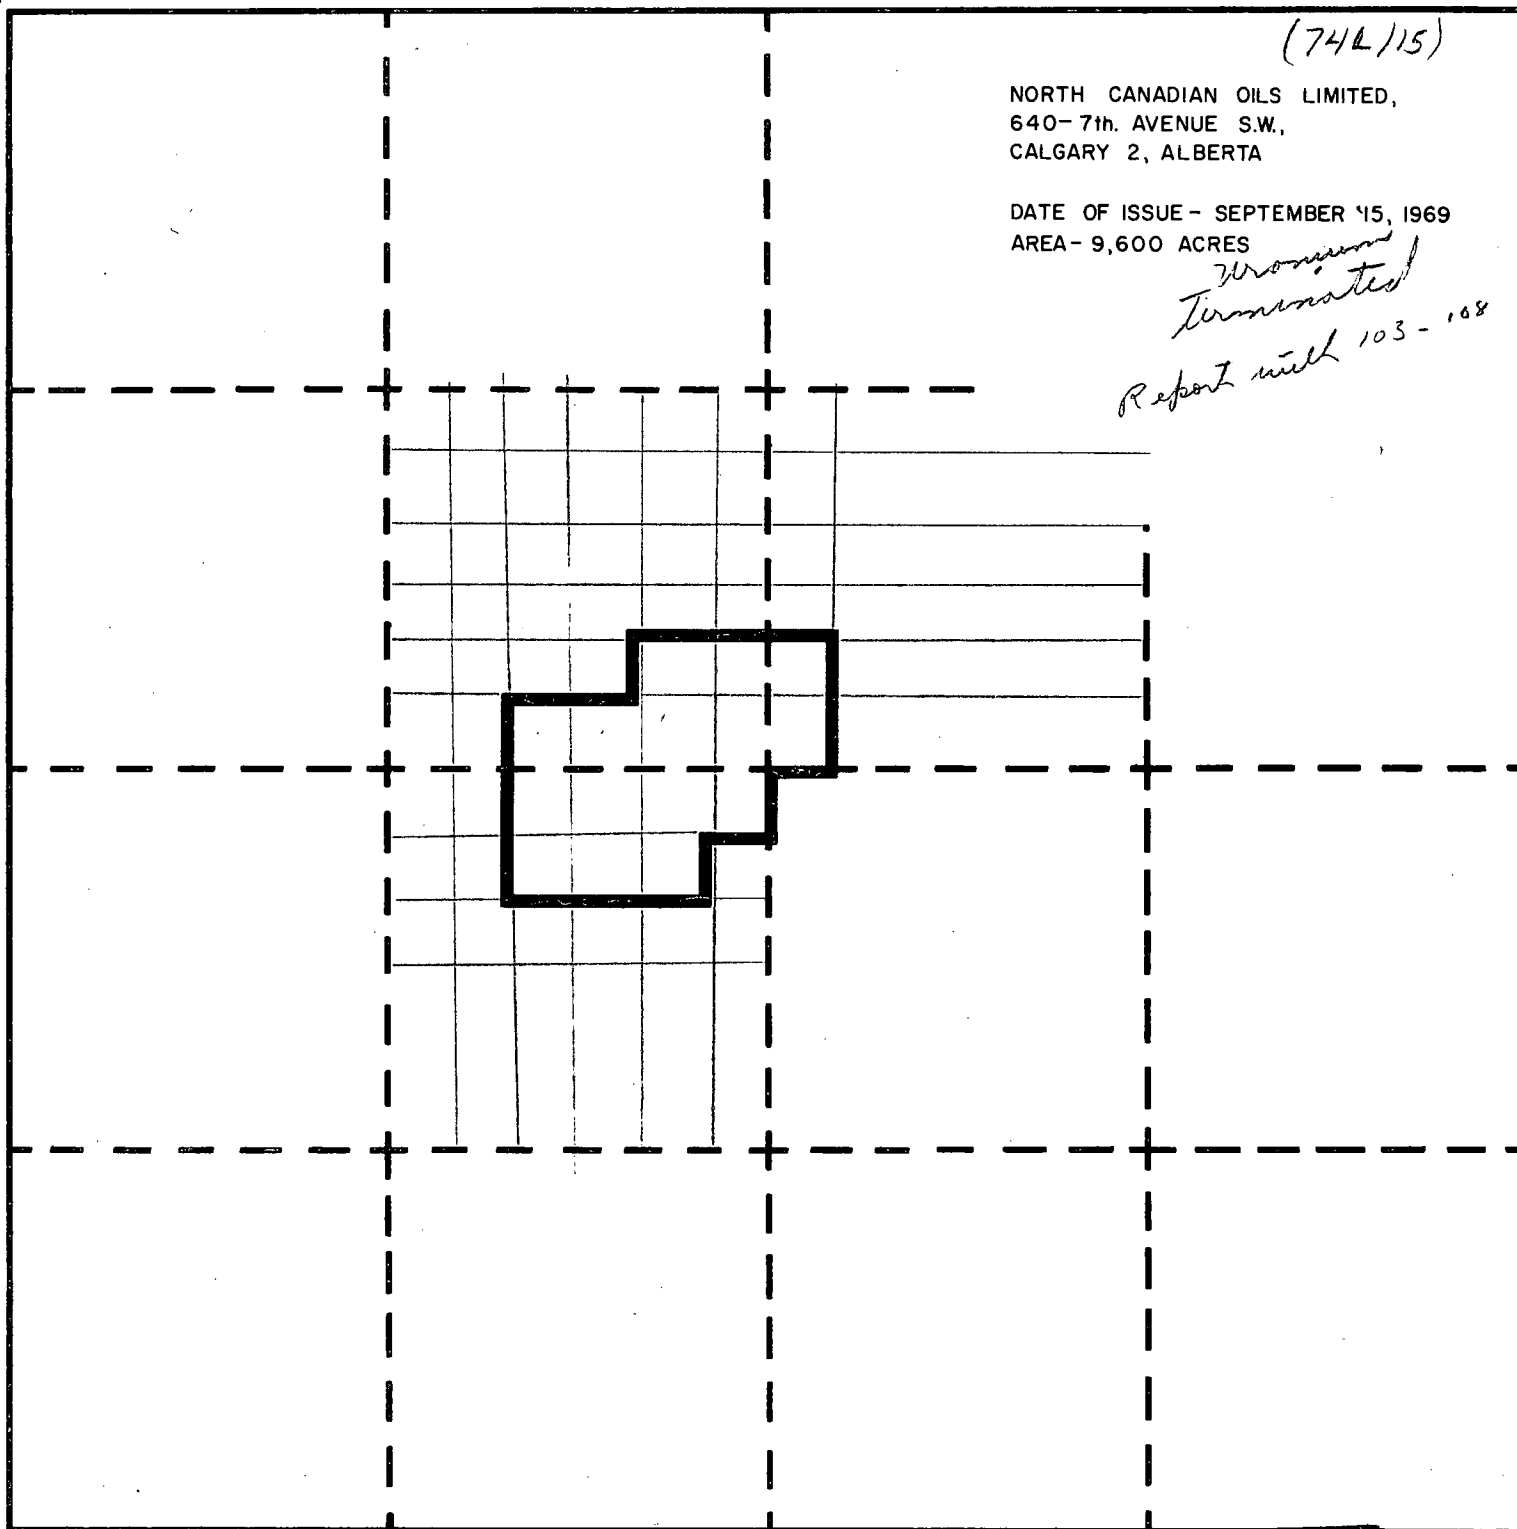 (74L/15)
NORTH CANADIAN OILS LIMITED,
640-7th. AVENUE S.W.,
CALGARY 2, ALBERTA
DATE OF ISSUE - SEPTEMBER 15, 1969
AREA - 9,600 ACRES
Uranium
Terminated
Report with 103 - 108